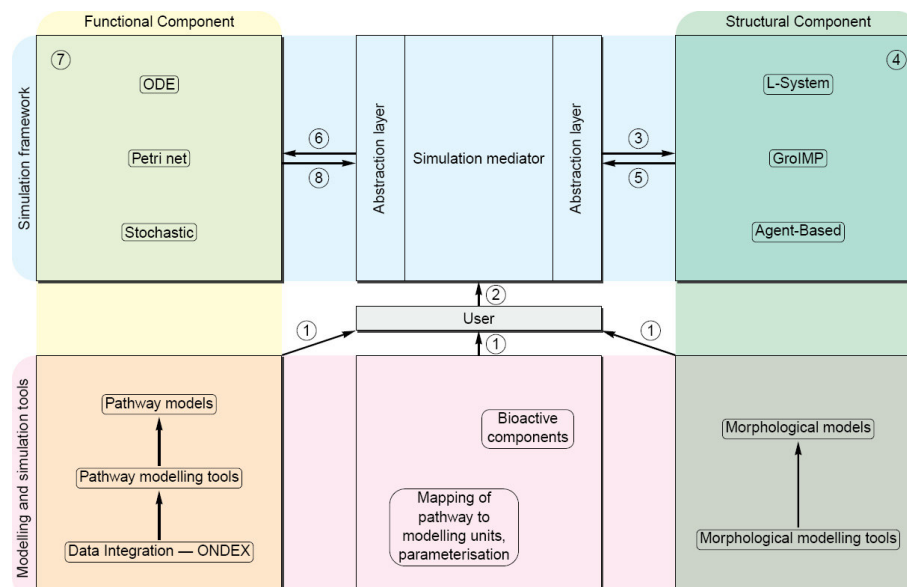 Functional Component
Structural Component
Simulation framework
7
ODE
Petri net
Stochastic
6
8
Abstraction layer
Simulation mediator
Abstraction layer
3
5
4
L-System
GroIMP
Agent-Based
2
User
1
1
1
Modelling and simulation tools
Pathway models
Pathway modelling tools
Data Integration — ONDEX
Bioactive
components
Mapping of
pathway to
modelling units,
parameterisation
Morphological models
Morphological modelling tools